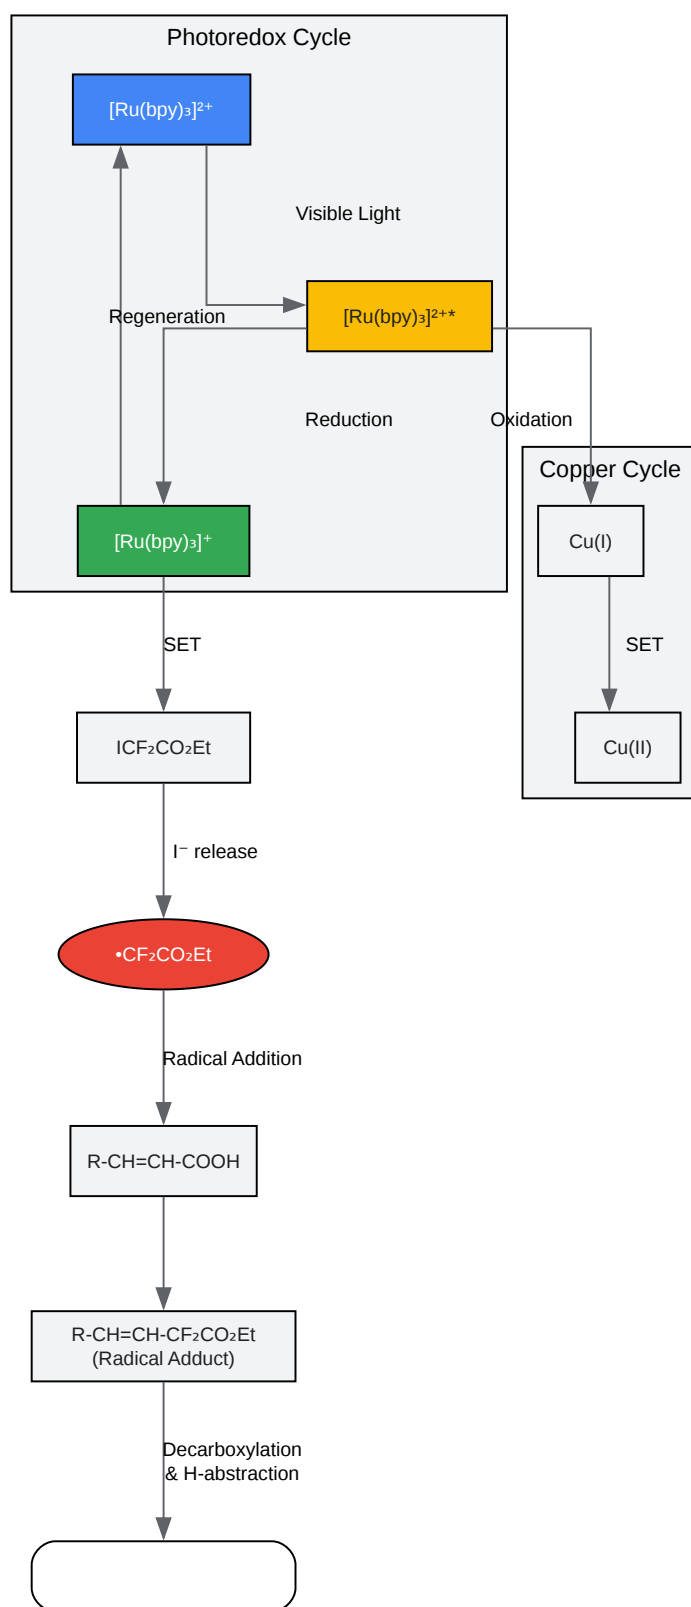 Photoredox Cycle
[Ru(bpy)₃]²⁺
Visible Light
Regeneration
[Ru(bpy)₃]²⁺*
Reduction
Oxidation
Copper Cycle
[Ru(bpy)₃]⁺
Cu(I)
SET
SET
ICF₂CO₂Et
Cu(II)
I⁻ release
•CF₂CO₂Et
Radical Addition
R-CH=CH-COOH
R-CH=CH-CF₂CO₂Et
(Radical Adduct)
Decarboxylation
& H-abstraction